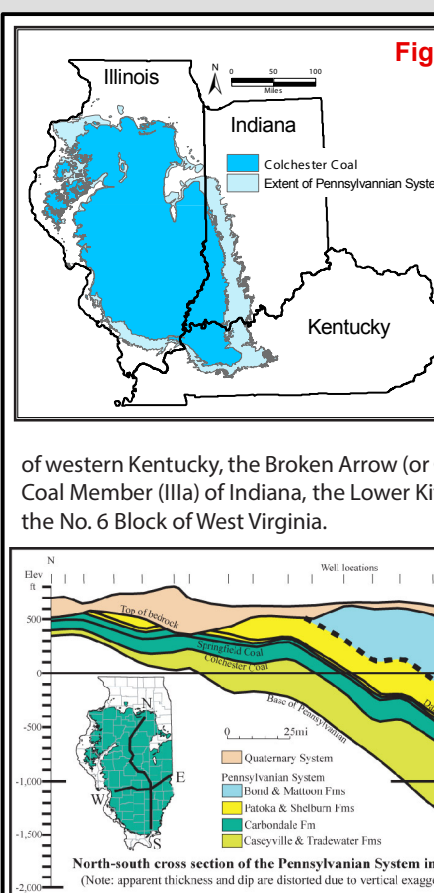 Fig
Illinois
N
0 50 100
Miles
Indiana
Colchester Coal
Extent of Pennsylvannian Syste
Kentucky
of western Kentucky, the Broken Arrow (or
Coal Member (IIIa) of Indiana, the Lower Ki
the No. 6 Block of West Virginia.
N
Elev
ft
Well locations
500
Top of bedrock
Springfield Coal
Colchester Coal
0
Base of Pennsylvanian
Da
-500
N
0 25mi
Quaternary System
Pennsylvanian System
-1,000
E
Bond & Mattoon Fms
W
Patoka & Shelburn Fms
Carbondale Fm
-1,500
S
Caseyville & Tradewater Fms
North-south cross section of the Pennsylvanian System in
-2,000
(Note: apparent thickness and dip are distorted due to vertical exagge